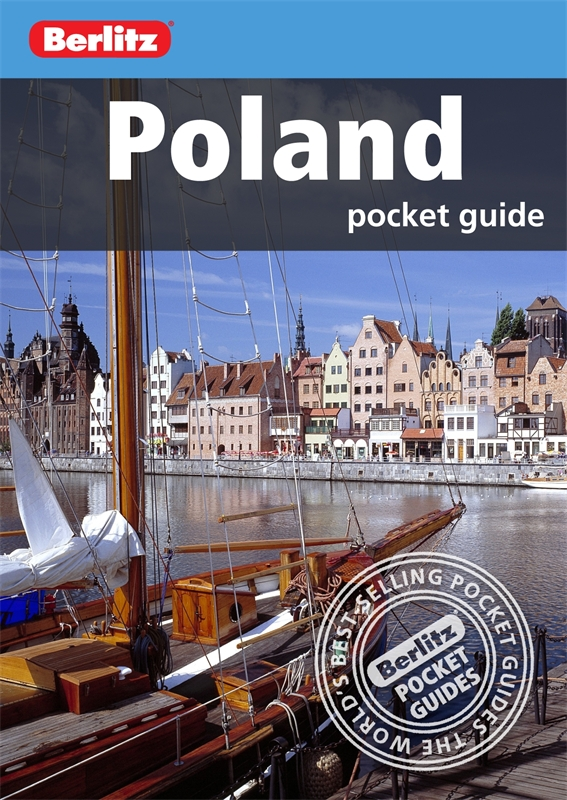 Berlitz
Poland
pocket guide
THE WORLD'S BEST SELLING POCKET GUIDES
Berlitz
POCKET
GUIDES